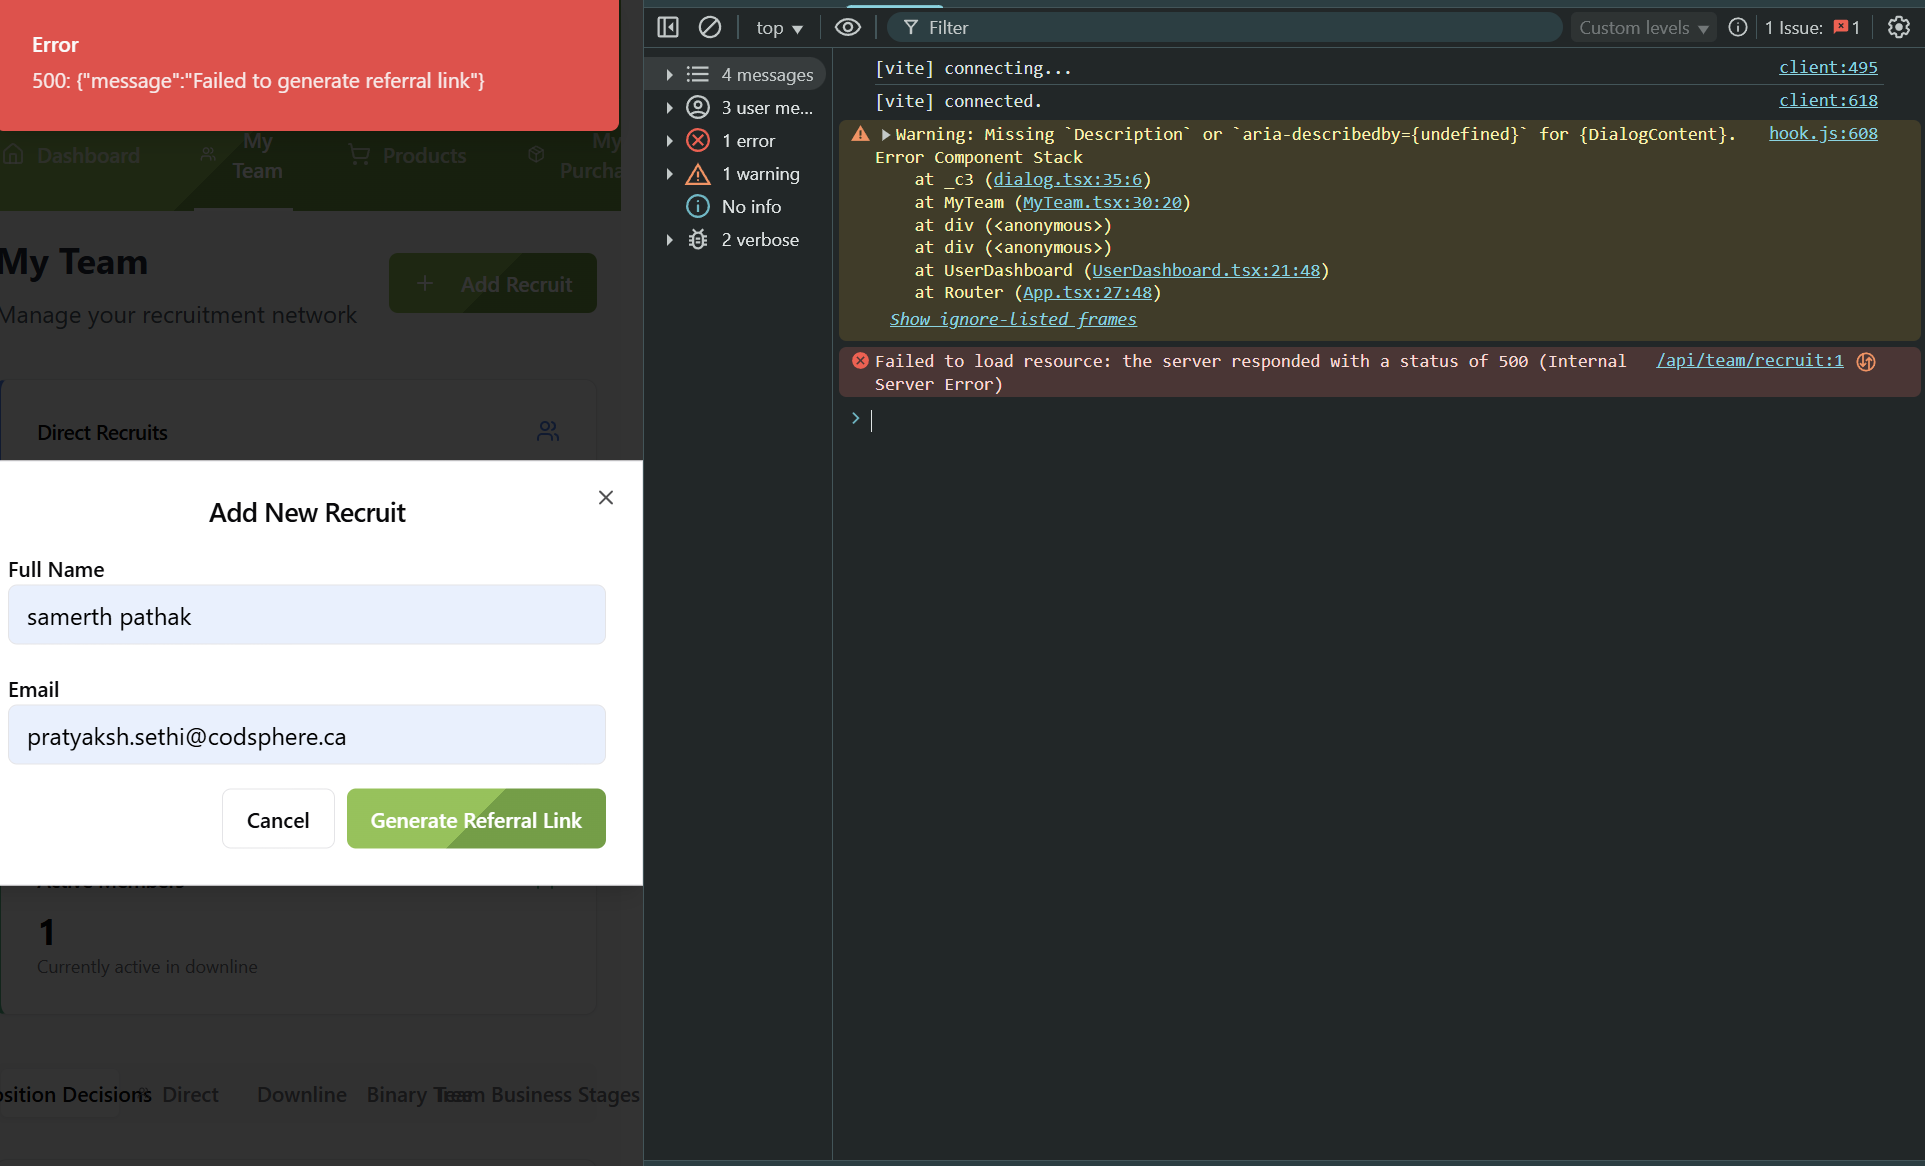 Error
500: {"message":"Failed to generate referral link"}
Dashboard
My
Team
Products
My
Purcha
My Team
Manage your recruitment network
+ Add Recruit
Direct Recruits
Add New Recruit
Full Name
samerth pathak
Email
pratyaksh.sethi@codsphere.ca
Cancel
Generate Referral Link
Active Members
1
Currently active in downline
osition Decisions
Direct
Downline
Binary Tree
Team Business Stages
top
Filter
Custom levels
1 Issue: 1
4 messages
3 user me...
1 error
1 warning
No info
2 verbose
[vite] connecting... client:495
[vite] connected. client:618
Warning: Missing `Description` or `aria-describedby={undefined}` for {DialogContent}. hook.js:608
Error Component Stack
at _c3 (dialog.tsx:35:6)
at MyTeam (MyTeam.tsx:30:20)
at div (<anonymous>)
at div (<anonymous>)
at UserDashboard (UserDashboard.tsx:21:48)
at Router (App.tsx:27:48)
Show ignore-listed frames
Failed to load resource: the server responded with a status of 500 (Internal /api/team/recruit:1
Server Error)